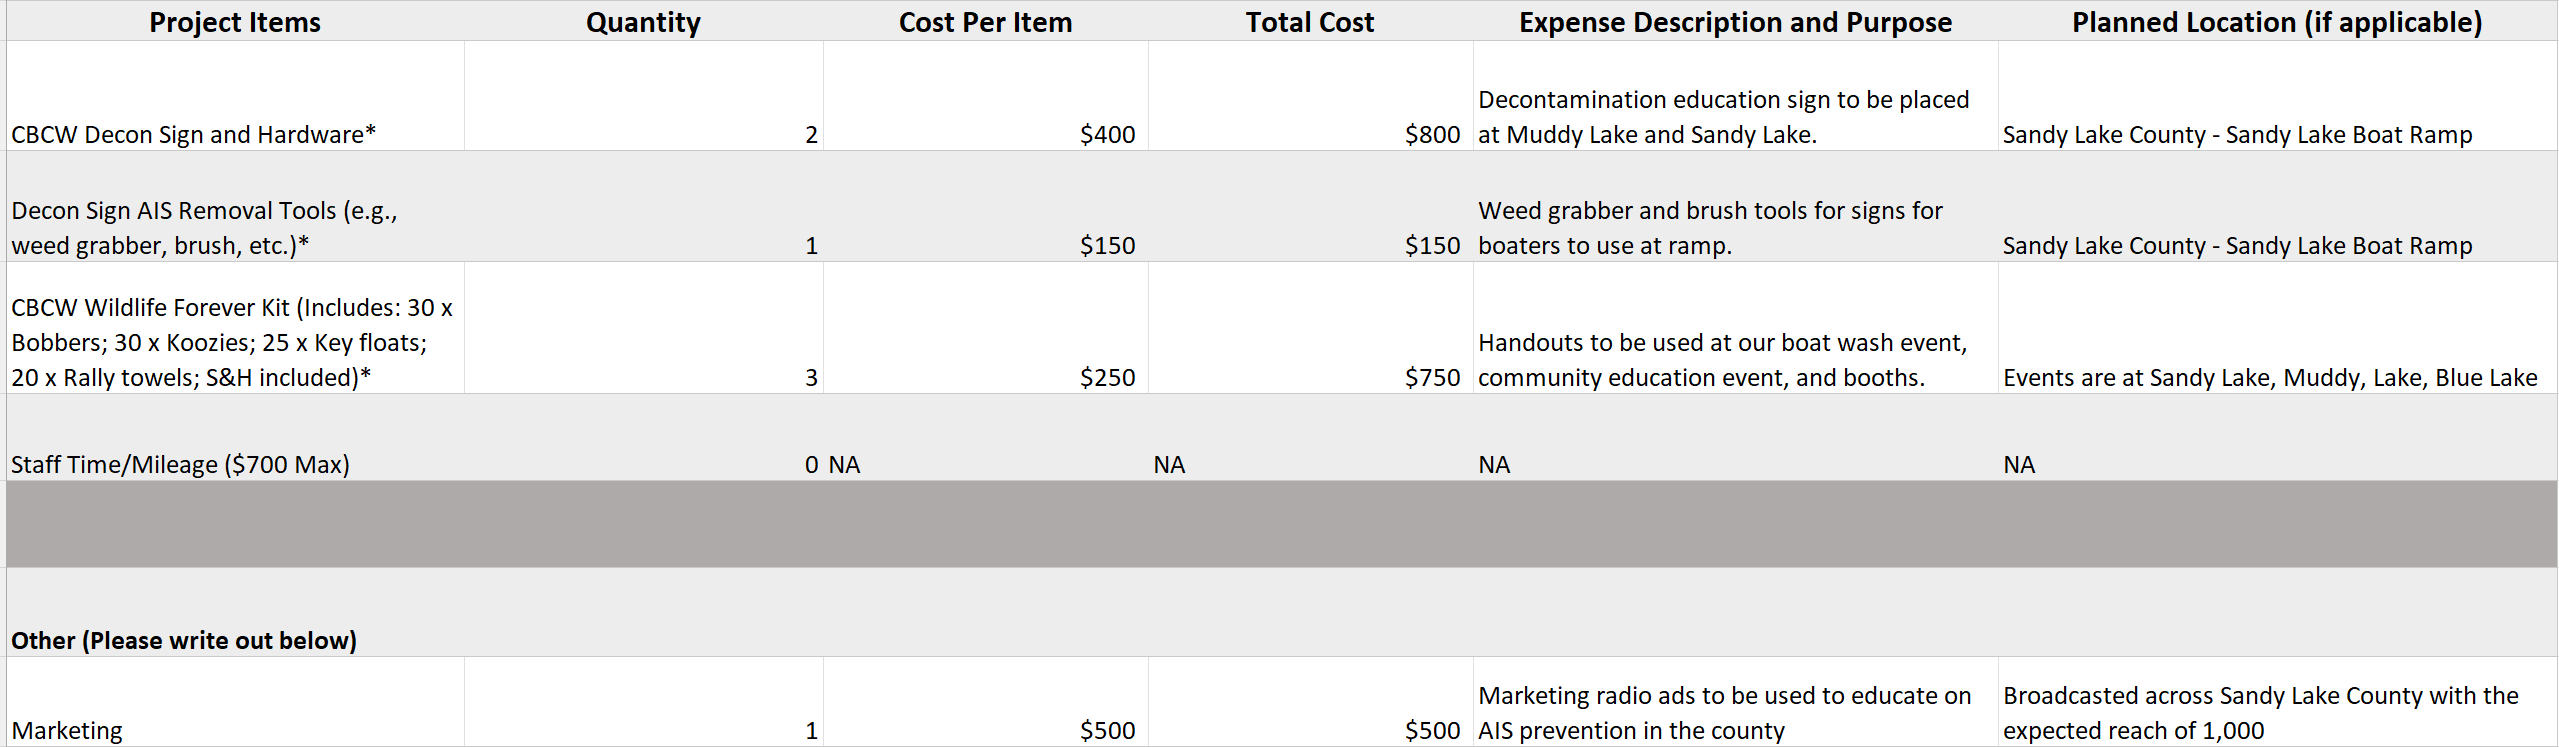 Project Items Quantity Cost Per Item Total Cost Expense Description and Purpose Planned Location (if applicable)
Decontamination education sign to be placed
CBCW Decon Sign and Hardware* 2 $400 $800 at Muddy Lake and Sandy Lake. Sandy Lake County - Sandy Lake Boat Ramp
Decon Sign AIS Removal Tools (e.g., Weed grabber and brush tools for signs for
weed grabber, brush, etc.)* 1 $150 $150 boaters to use at ramp. Sandy Lake County - Sandy Lake Boat Ramp
CBCW Wildlife Forever Kit (Includes: 30 x
Bobbers; 30 x Koozies; 25 x Key floats; Handouts to be used at our boat wash event,
20 x Rally towels; S&H included)* 3 $250 $750 community education event, and booths. Events are at Sandy Lake, Muddy, Lake, Blue Lake
Staff Time/Mileage ($700 Max) 0 NA NA NA NA
Other (Please write out below)
Marketing radio ads to be used to educate on Broadcasted across Sandy Lake County with the
Marketing 1 $500 $500 AIS prevention in the county expected reach of 1,000